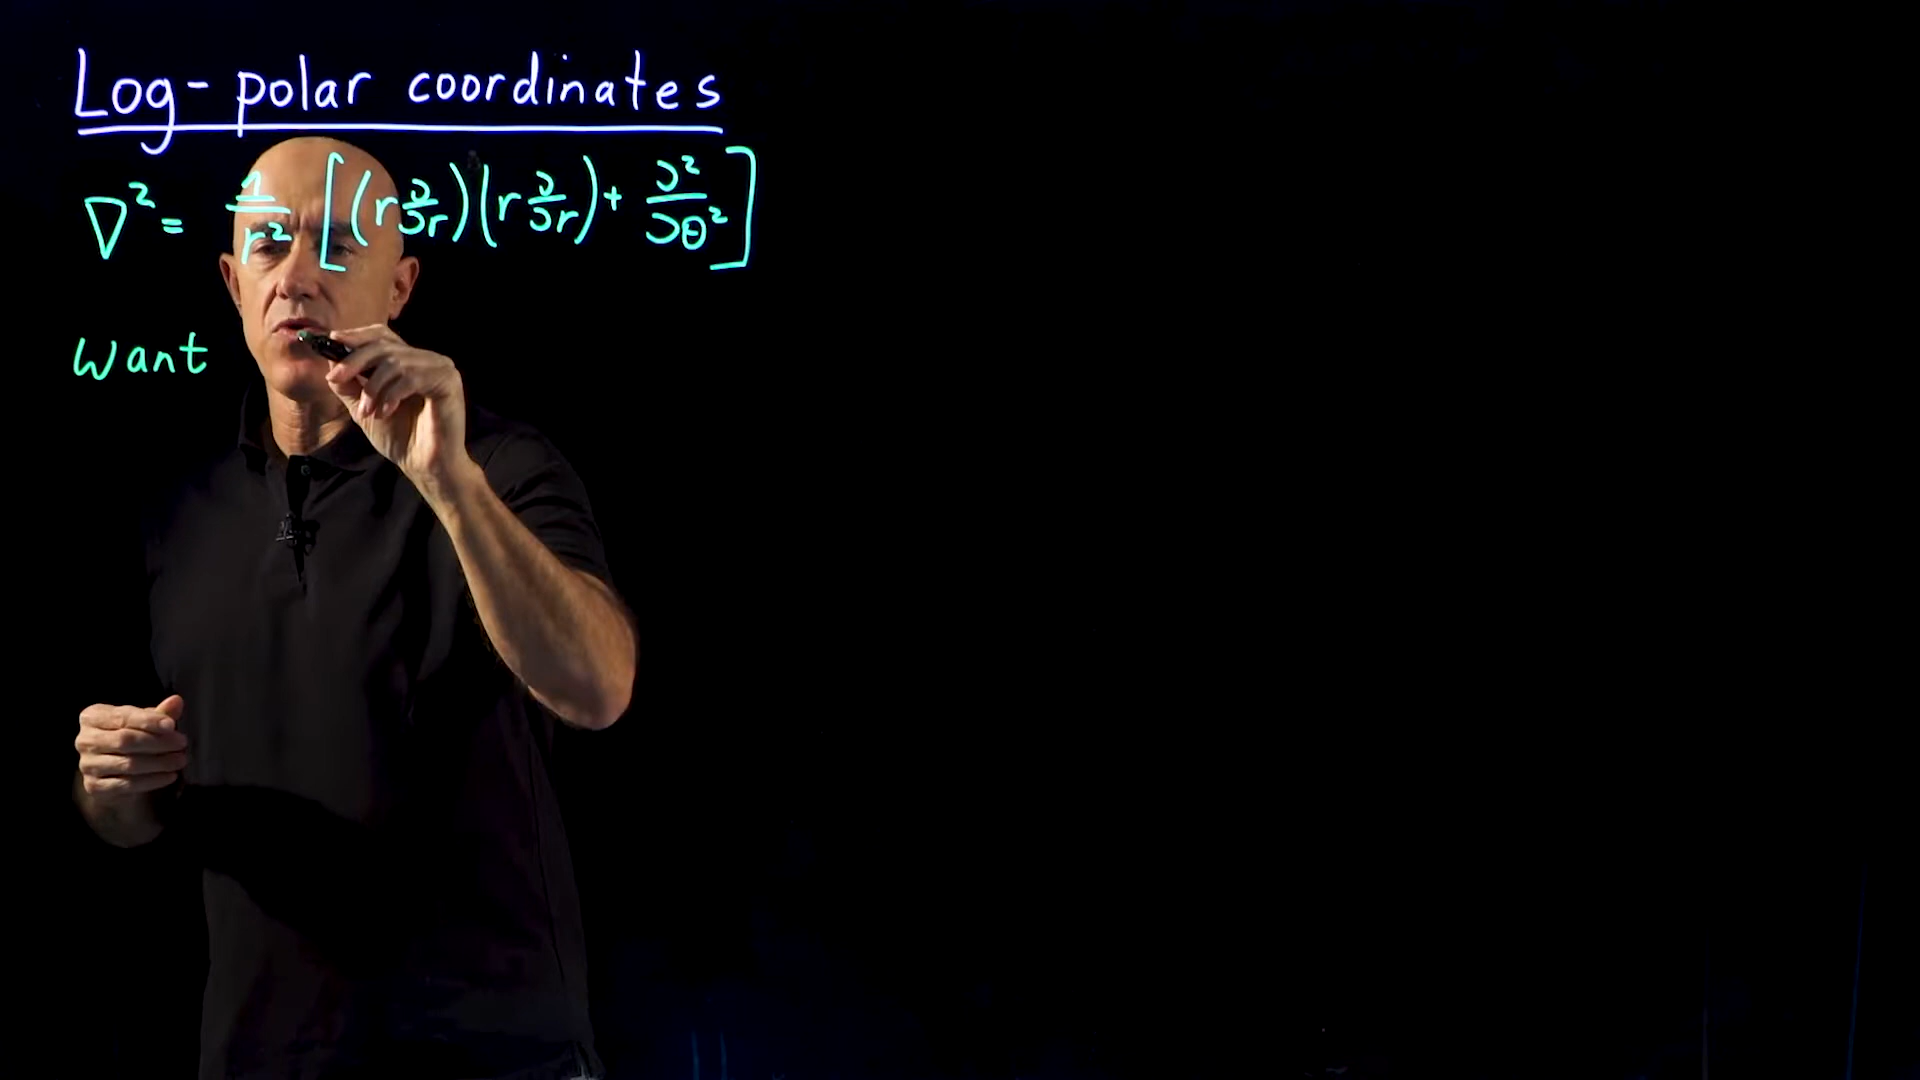 Log-polar coordinates
∇² = 1/r² [(r ∂/∂r)(r ∂/∂r) + ∂²/∂θ²]
Want